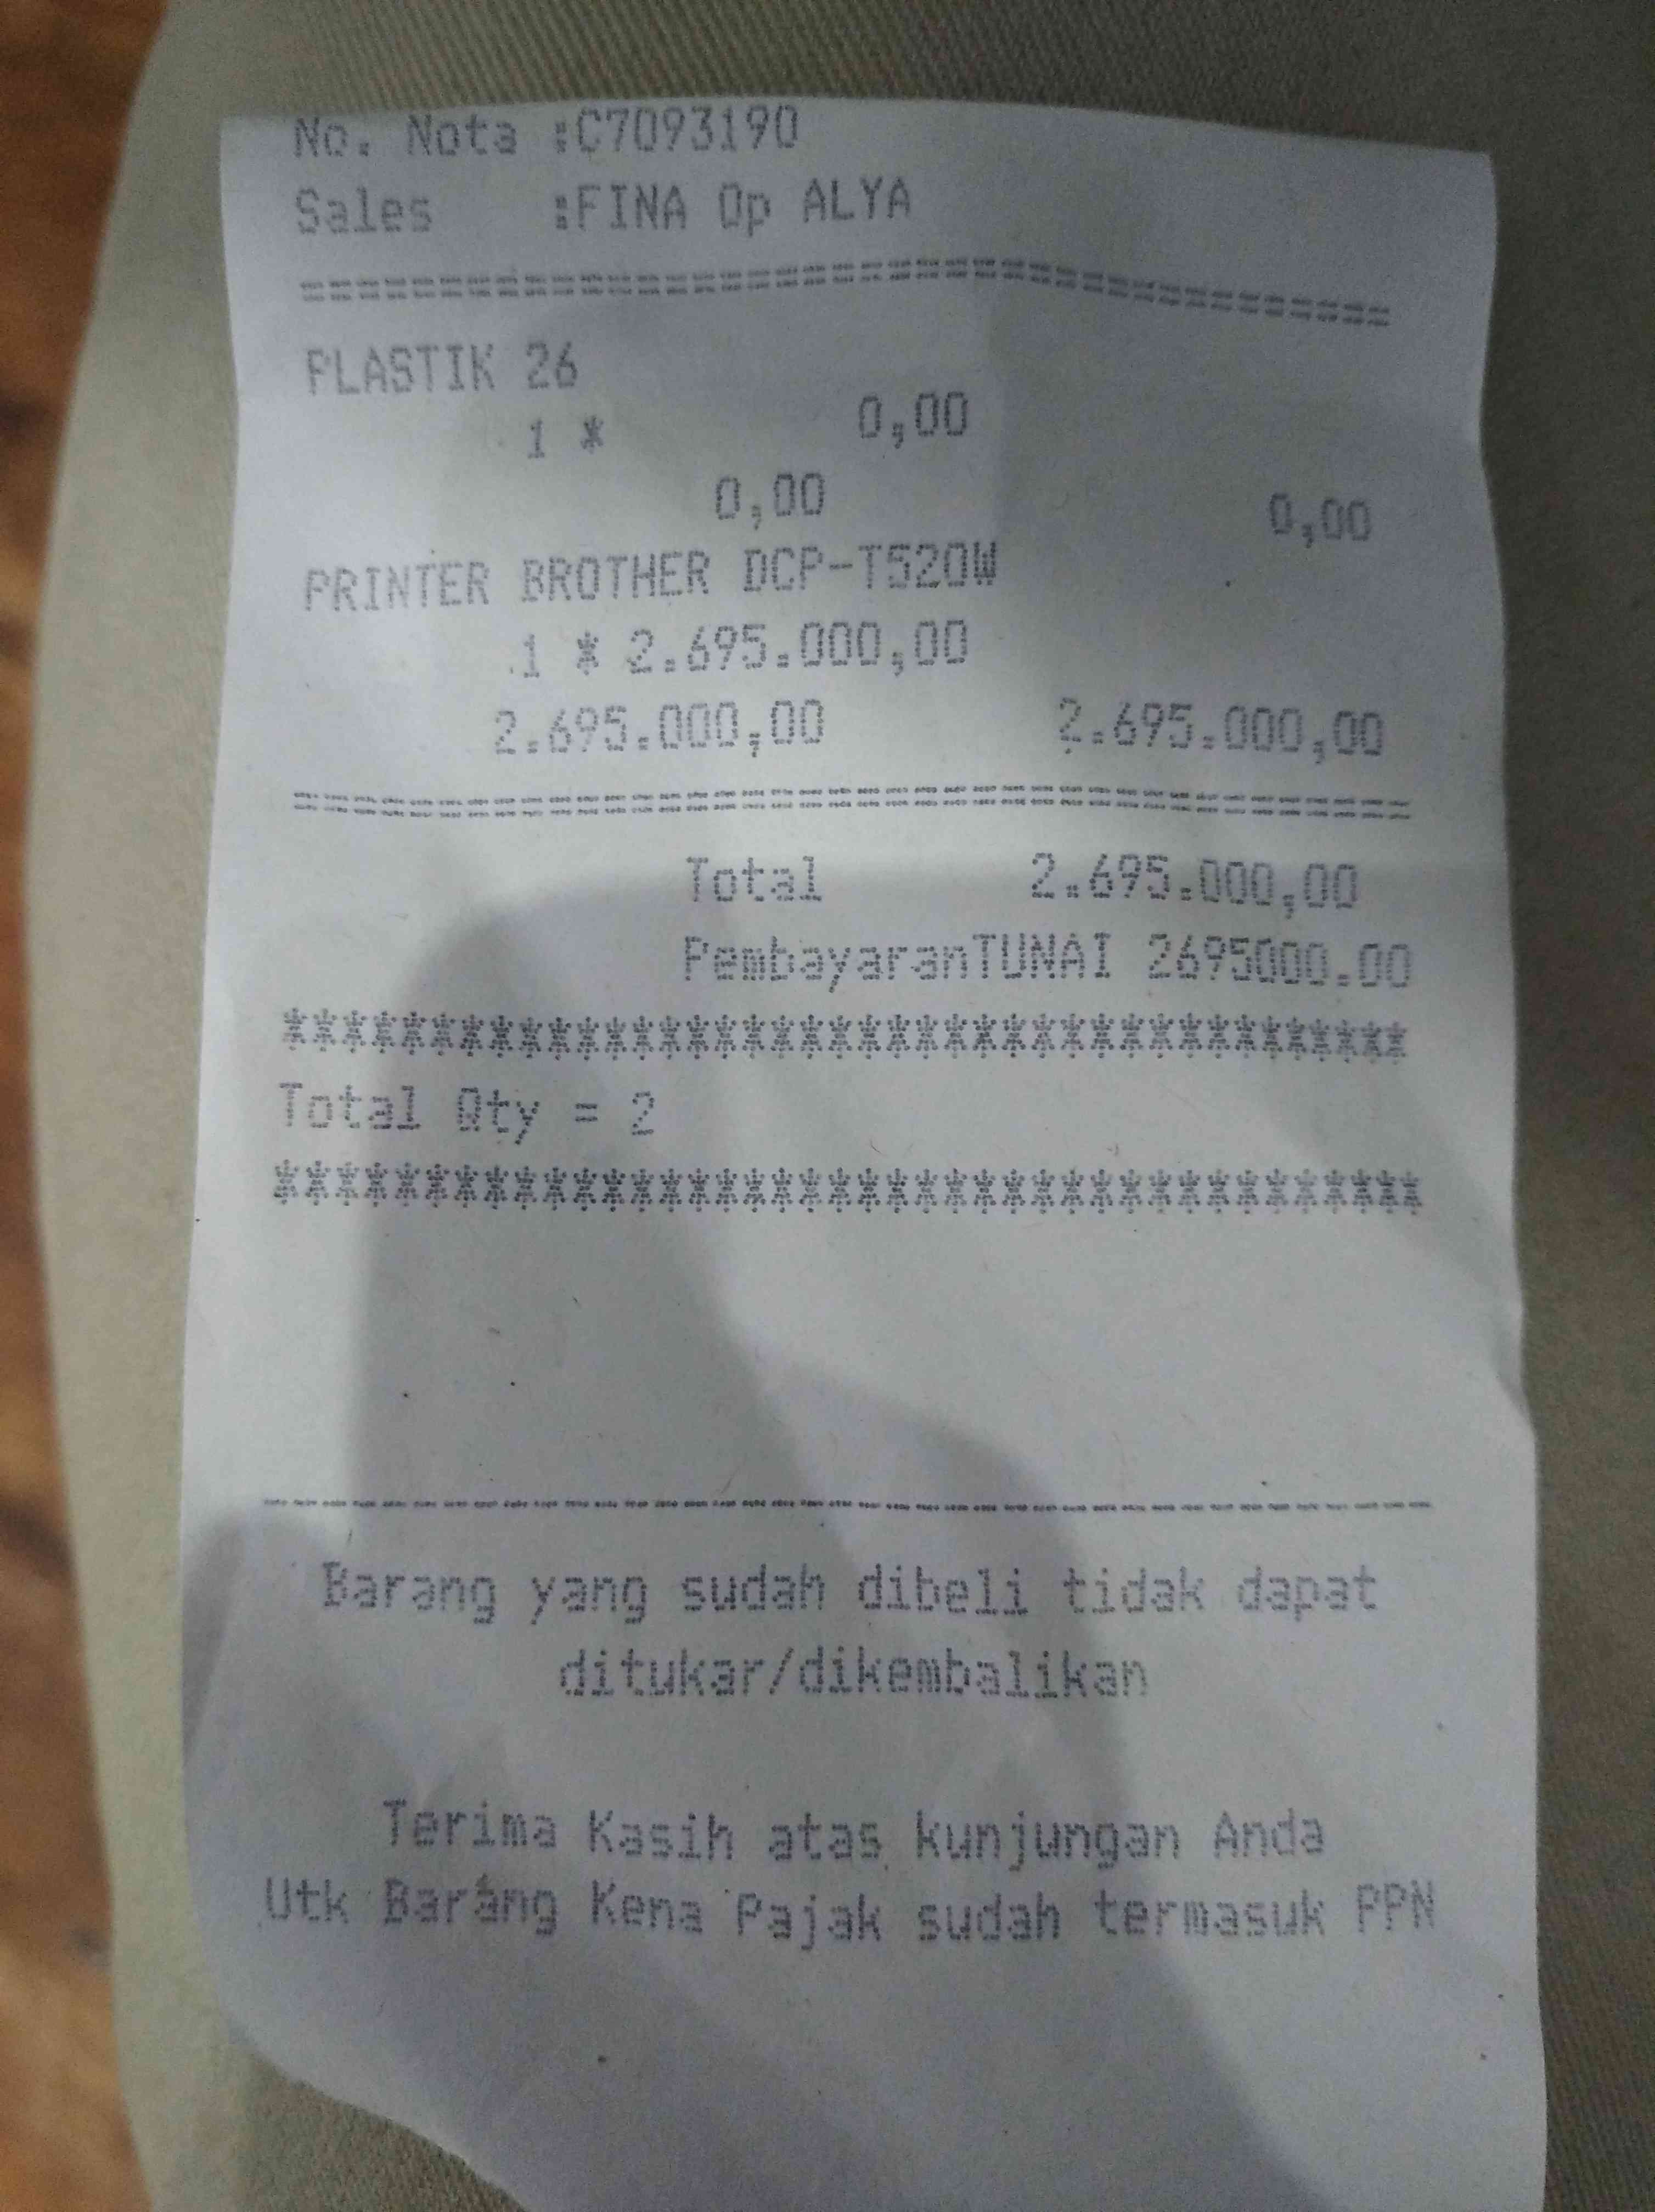 No. Nota :C7093190
Sales :FINA Op ALYA
PLASTIK 26
1 * 0,00
0,00 0,00
PRINTER BROTHER DCP-T520W
1 * 2.695.000,00
2.695.000,00 2.695.000,00
Total 2.695.000,00
PembayaranTUNAI 2695000.00
***************************************
Total Qty = 2
***************************************
Barang yang sudah dibeli tidak dapat
ditukar/dikembalikan
Terima Kasih atas kunjungan Anda
Utk Barang Kena Pajak sudah termasuk PPN